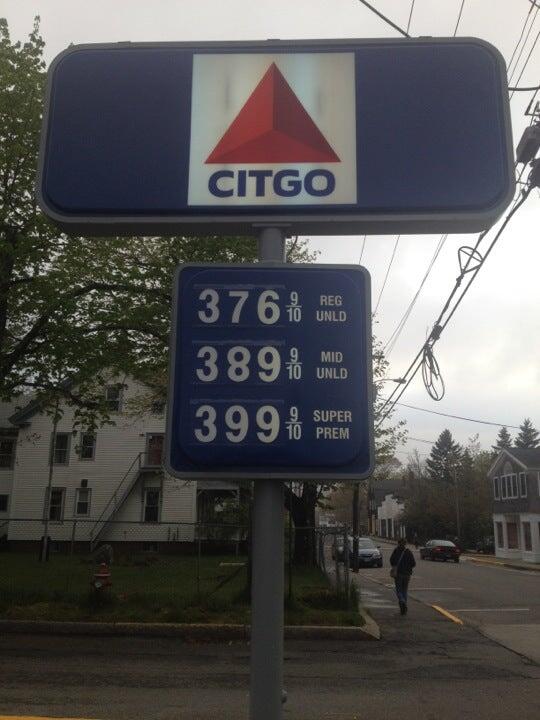 CITGO
376 9/10 REG UNLD
389 9/10 MID UNLD
399 9/10 SUPER PREM